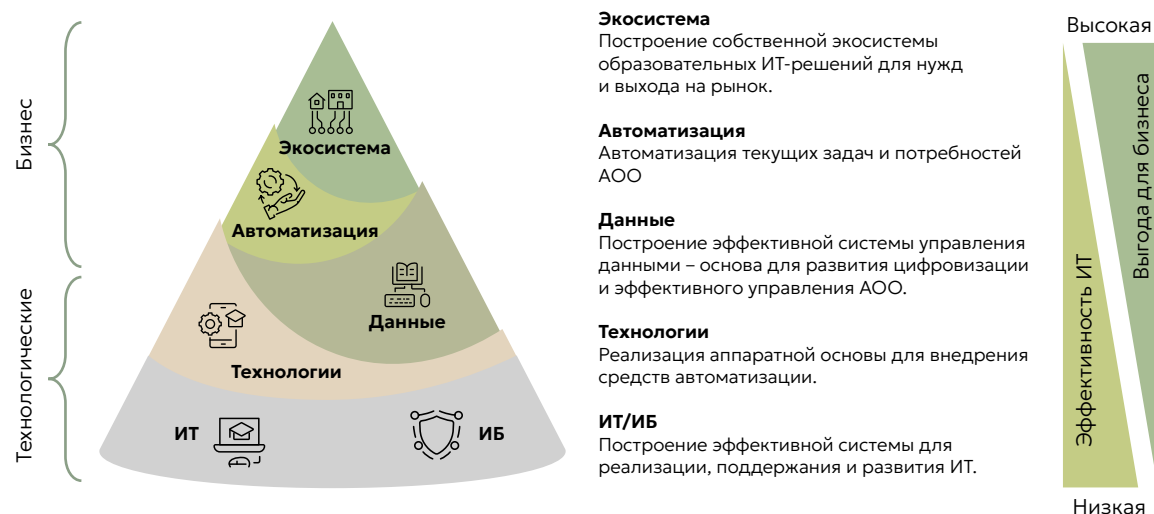 Бизнес
Технологические
Экосистема
Автоматизация
Данные
Технологии
ИТ
ИБ
Экосистема
Построение собственной экосистемы
образовательных ИТ-решений для нужд
и выхода на рынок.
Автоматизация
Автоматизация текущих задач и потребностей
АОО
Данные
Построение эффективной системы управления
данными – основа для развития цифровизации
и эффективного управления АОО.
Технологии
Реализация аппаратной основы для внедрения
средств автоматизации.
ИТ/ИБ
Построение эффективной системы для
реализации, поддержания и развития ИТ.
Высокая
Выгода для бизнеса
Эффективность ИТ
Низкая